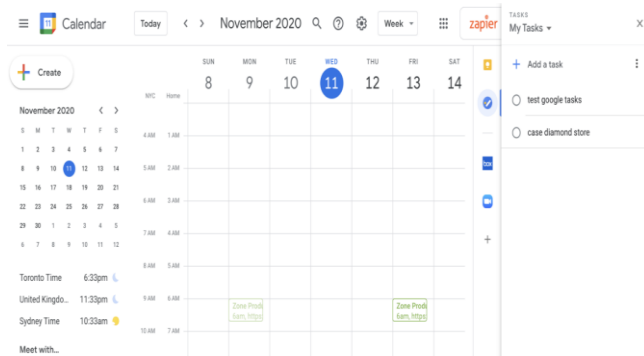 Calendar
Today
November 2020
Week
zapier
TASKS
My Tasks
X
Create
Add a task
test google tasks
case diamond store
November 2020
S M T W T F S
1 2 3 4 5 6 7
8 9 10 11 12 13 14
15 16 17 18 19 20 21
22 23 24 25 26 27 28
29 30 1 2 3 4 5
6 7 8 9 10 11 12
Toronto Time 6:33pm
United Kingdo... 11:33pm
Sydney Time 10:33am
Meet with...
SUN MON TUE WED THU FRI SAT
8 9 10 11 12 13 14
NYC Home
4 AM 1 AM
5 AM 2 AM
6 AM 3 AM
7 AM 4 AM
8 AM 5 AM
9 AM 6 AM
10 AM 7 AM
Zone Prodi
6am, https
Zone Prodi
6am, https
box